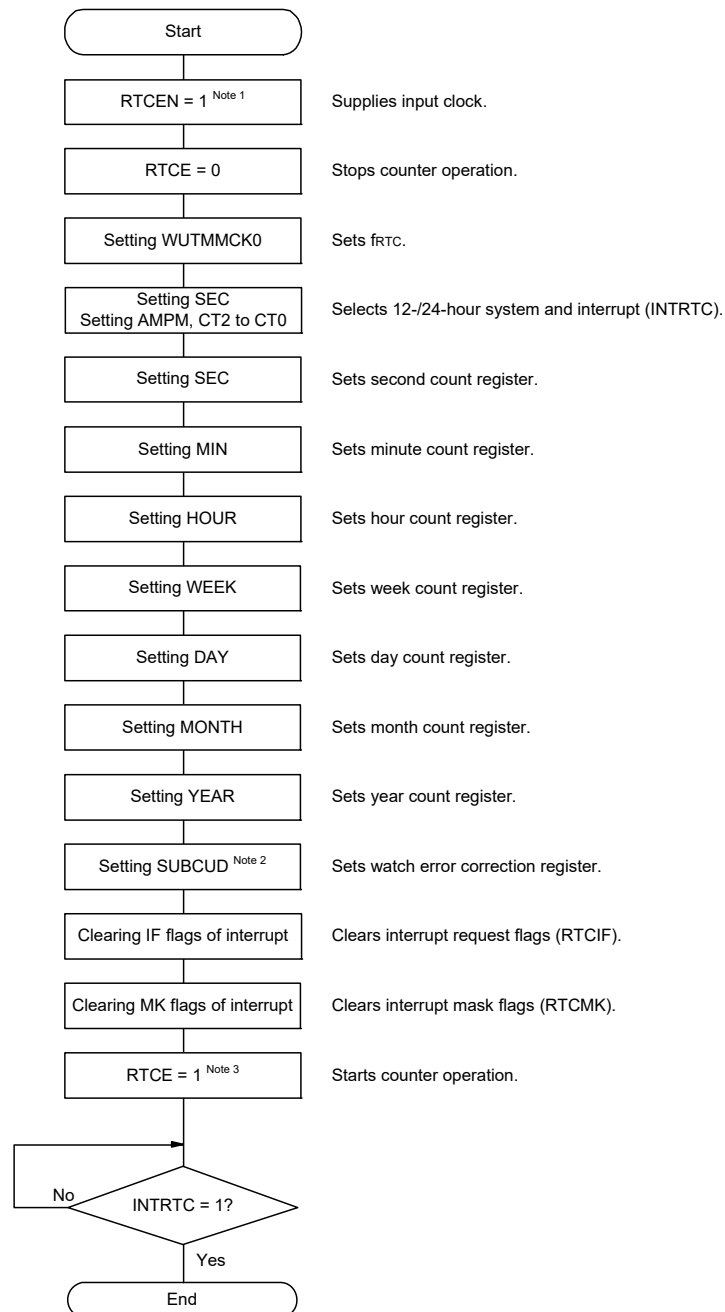 Start
RTCEN = 1 Note 1
Supplies input clock.
RTCE = 0
Stops counter operation.
Setting WUTMMCK0
Sets fRTC.
Setting SEC
Setting AMPM, CT2 to CT0
Selects 12-/24-hour system and interrupt (INTRTC).
Setting SEC
Sets second count register.
Setting MIN
Sets minute count register.
Setting HOUR
Sets hour count register.
Setting WEEK
Sets week count register.
Setting DAY
Sets day count register.
Setting MONTH
Sets month count register.
Setting YEAR
Sets year count register.
Setting SUBCUD Note 2
Sets watch error correction register.
Clearing IF flags of interrupt
Clears interrupt request flags (RTCIF).
Clearing MK flags of interrupt
Clears interrupt mask flags (RTCMK).
RTCE = 1 Note 3
Starts counter operation.
No
INTRTC = 1?
Yes
End